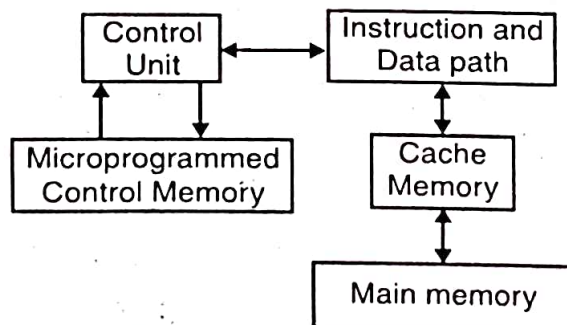 Control
Unit
Instruction and
Data path
Microprogrammed
Control Memory
Cache
Memory
Main memory